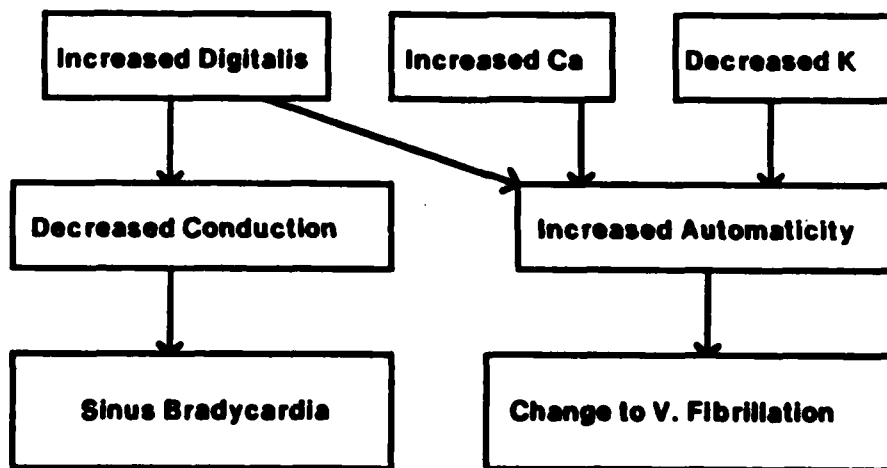 Increased Digitalis
Increased Ca
Decreased K
Decreased Conduction
Increased Automaticity
Sinus Bradycardia
Change to V. Fibrillation